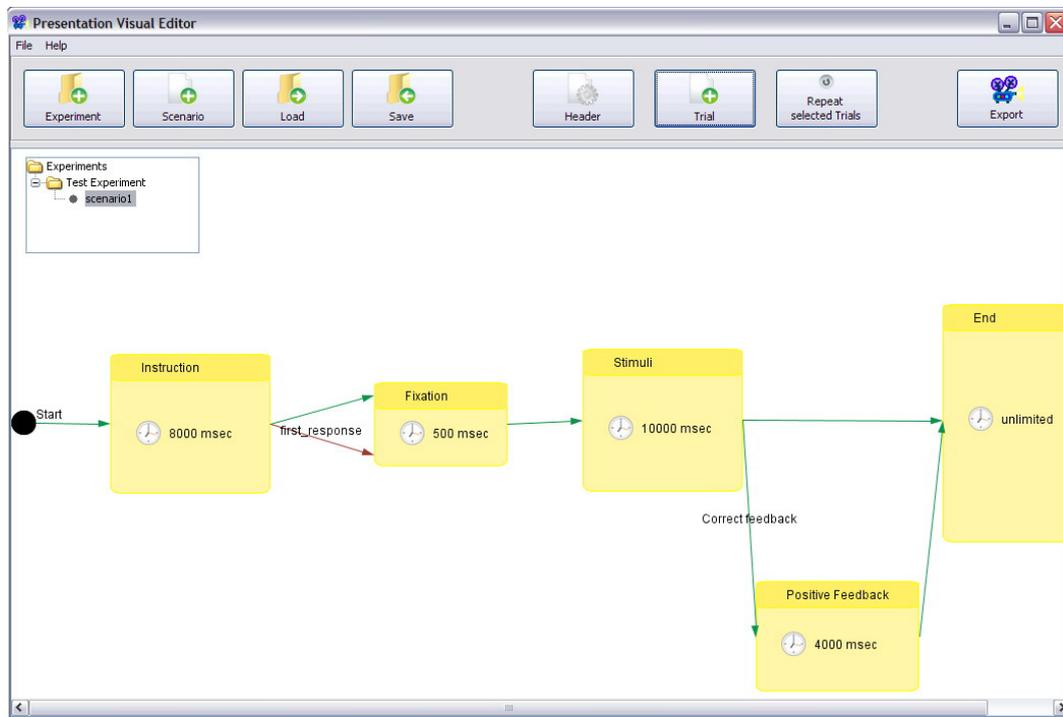 Presentation Visual Editor
File Help
Experiment
Scenario
Load
Save
Header
Trial
Repeat
selected Trials
Export
Experiments
Test Experiment
scenario1
Start
Instruction
8000 msec
first_response
Fixation
500 msec
Stimuli
10000 msec
Correct feedback
Positive Feedback
4000 msec
End
unlimited